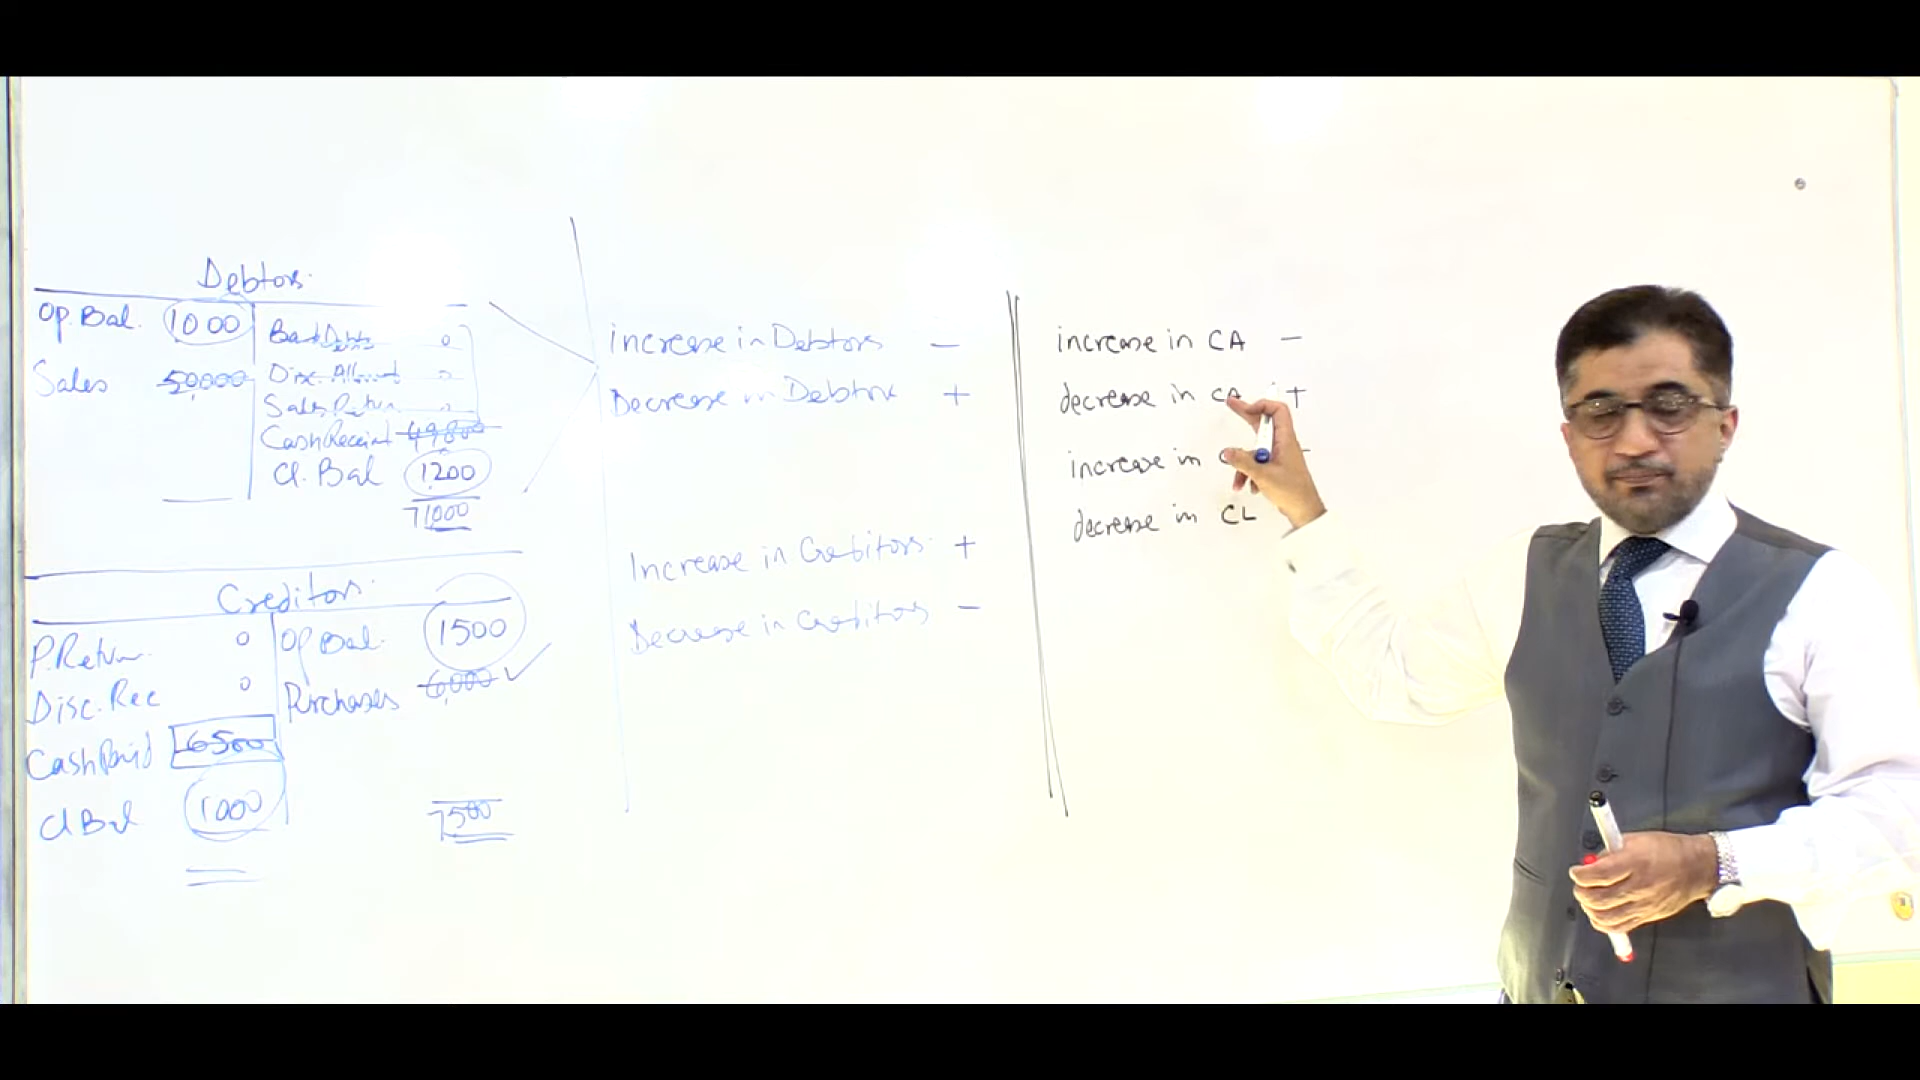 Debtors
Op. Bal. 1000
Sales 50,000
Bad Debts 0
Disc. Allowed 0
Sales Return 0
Cash Receint 49,800
Cl. Bal 1200
71000
Creditors
P. Return 0
Disc. Rec 0
Cash Paid 6500
Cl Bal 1000
Op Bal. 1500
Purchases 6,000 ✓
7500
increase in Debtors −
Decrease in Debtors +
Increase in Creditors +
Decrease in Creditors −
increase in CA −
decrease in CA +
increase in
decrease in CL